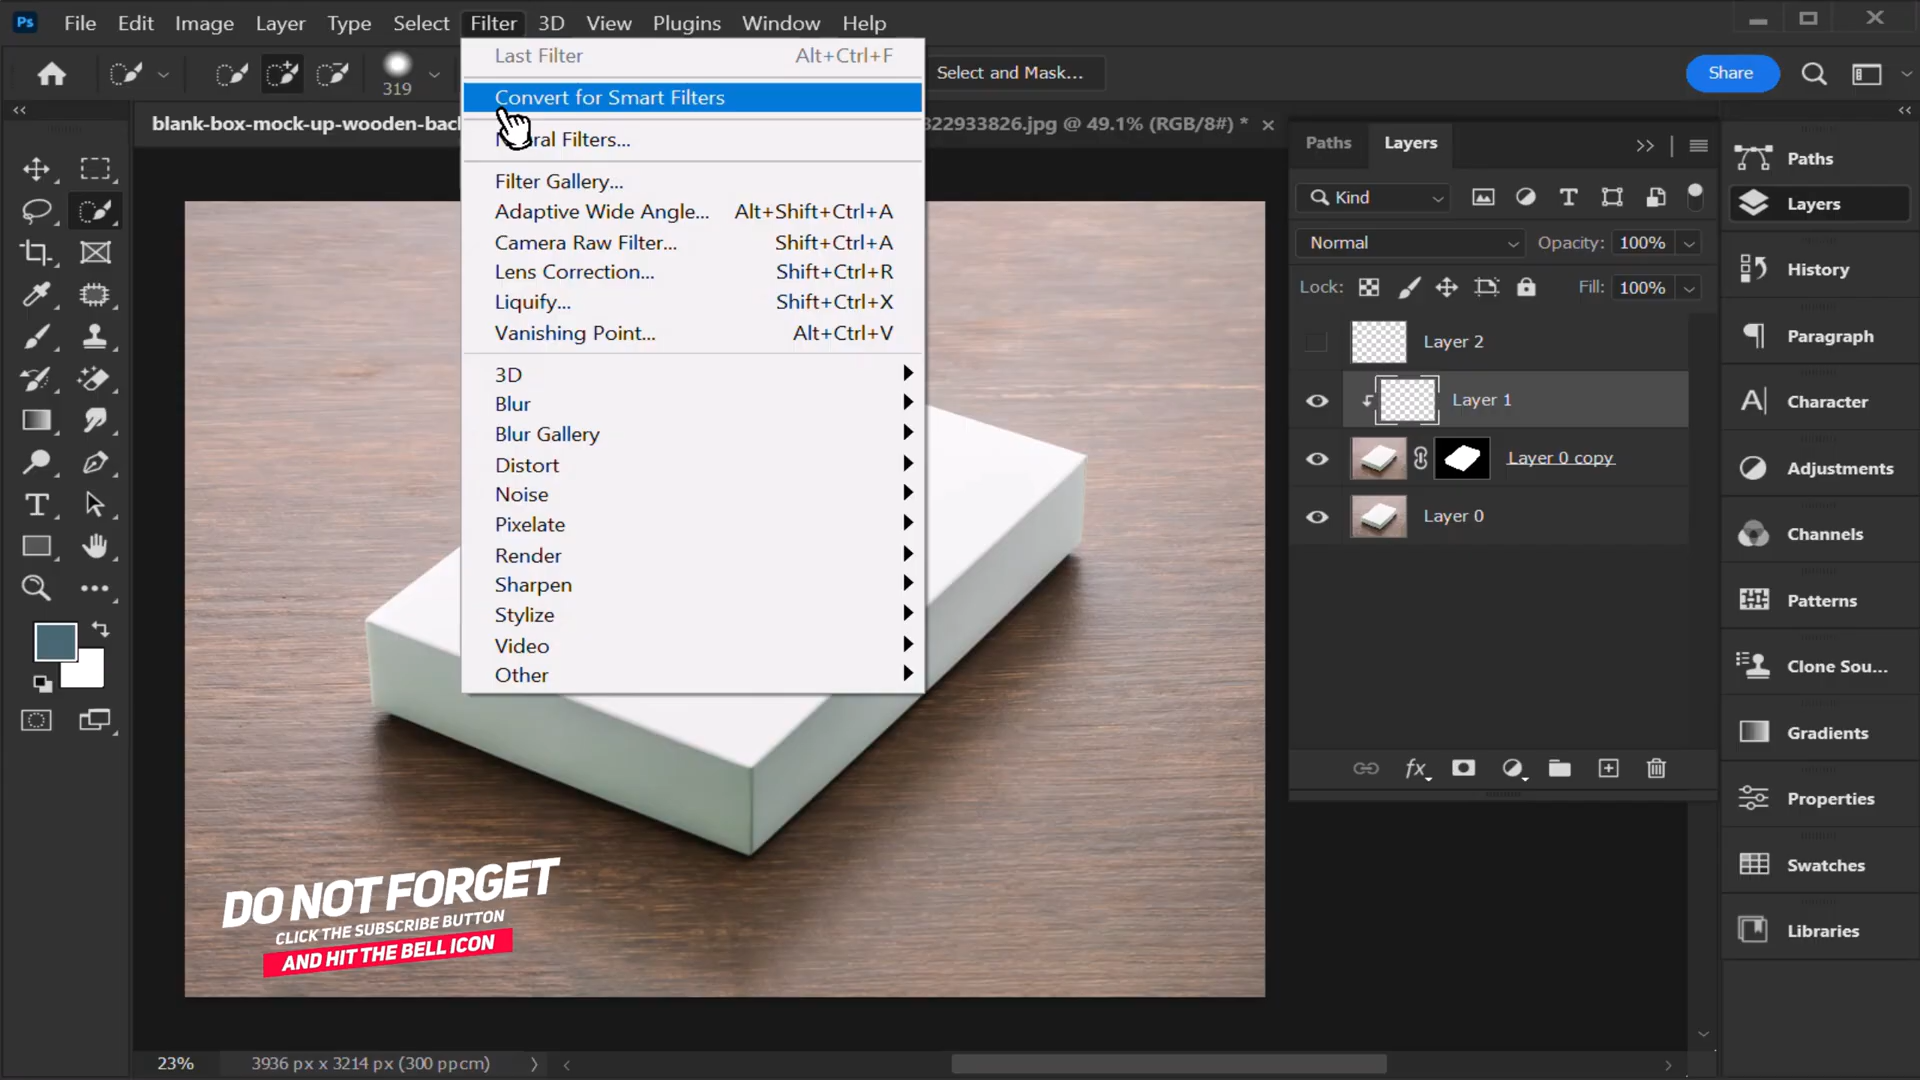 Ps File Edit Image Layer Type Select Filter 3D View Plugins Window Help
319
Last Filter Alt+Ctrl+F
Convert for Smart Filters
ral Filters...
Filter Gallery...
Adaptive Wide Angle... Alt+Shift+Ctrl+A
Camera Raw Filter... Shift+Ctrl+A
Lens Correction... Shift+Ctrl+R
Liquify... Shift+Ctrl+X
Vanishing Point... Alt+Ctrl+V
3D
Blur
Blur Gallery
Distort
Noise
Pixelate
Render
Sharpen
Stylize
Video
Other
Select and Mask...
Share
blank-box-mock-up-wooden-bac
322933826.jpg @ 49.1% (RGB/8#) *
Paths Layers
Kind
Normal Opacity: 100%
Lock: Fill: 100%
Layer 2
Layer 1
Layer 0 copy
Layer 0
fx
Paths
Layers
History
Paragraph
Character
Adjustments
Channels
Patterns
Clone Sou...
Gradients
Properties
Swatches
Libraries
DO NOT FORGET
CLICK THE SUBSCRIBE BUTTON
AND HIT THE BELL ICON
23% 3936 px x 3214 px (300 ppcm)